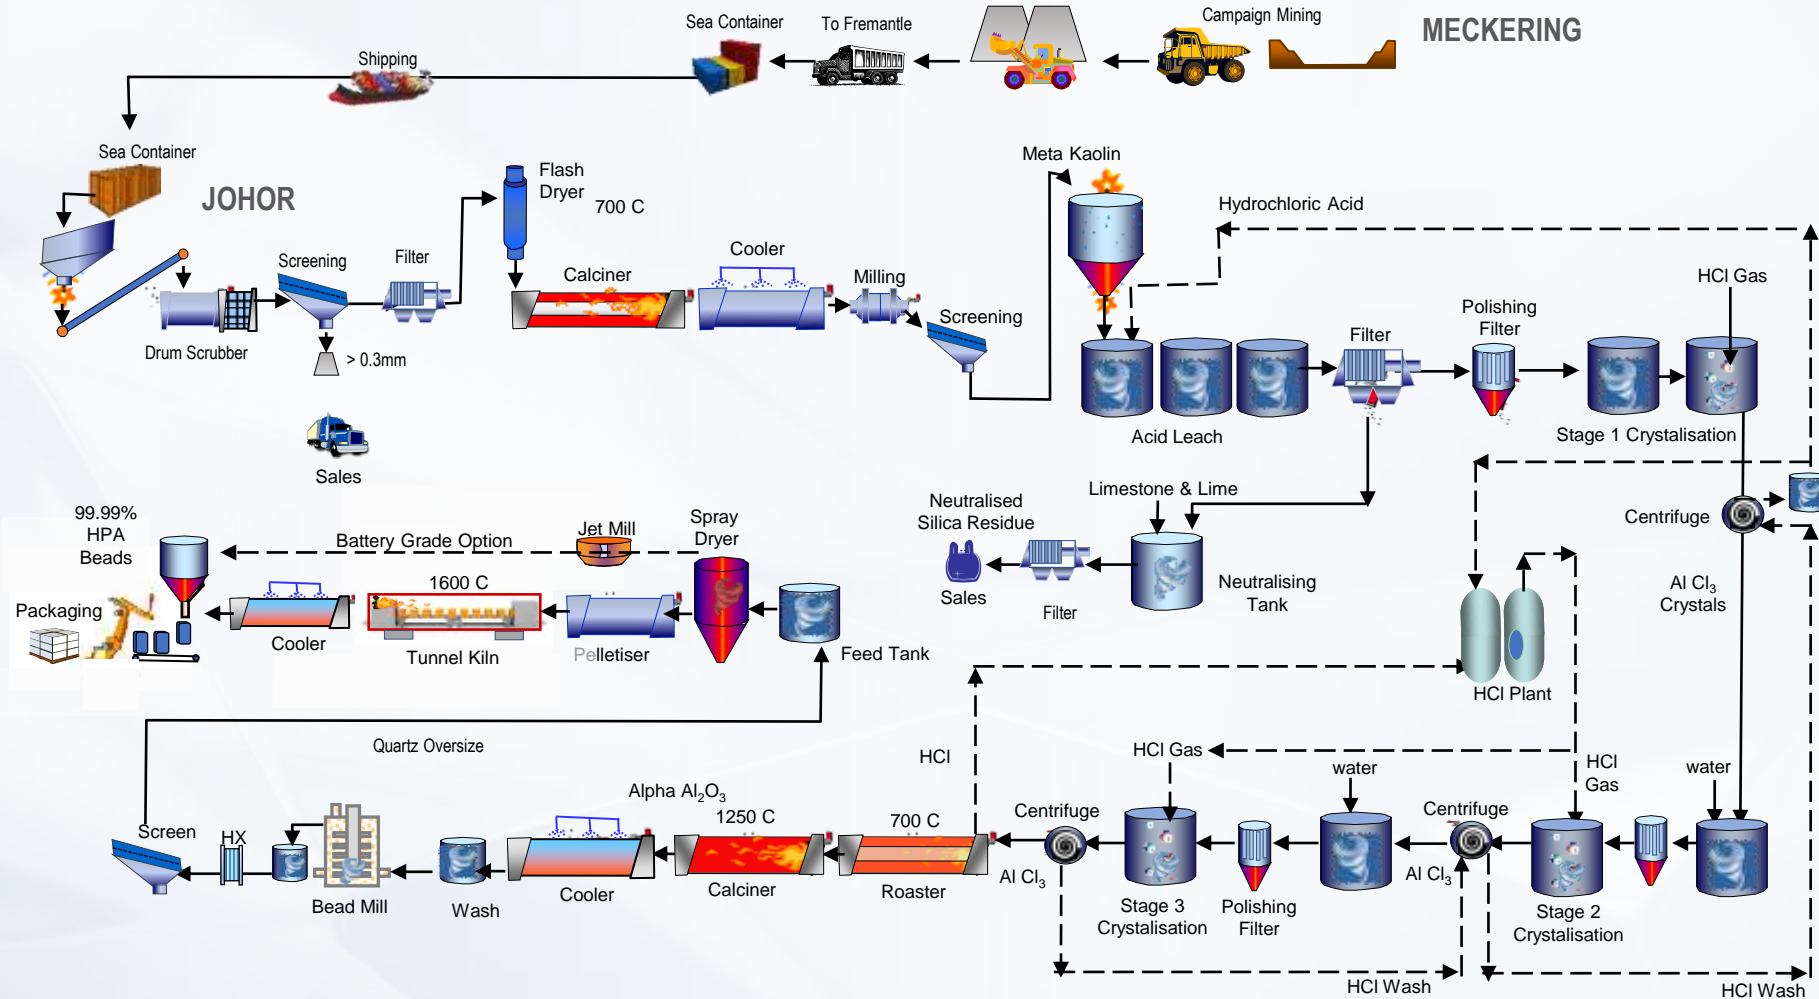 MECKERING
Campaign Mining
To Fremantle
Sea Container
Shipping
Sea Container
JOHOR
Flash
Dryer
700 C
Meta Kaolin
Hydrochloric Acid
Screening
Filter
Calciner
Cooler
Milling
Screening
Drum Scrubber
> 0.3mm
Sales
Acid Leach
Filter
Polishing
Filter
HCl Gas
Stage 1 Crystalisation
Limestone & Lime
Neutralised
Silica Residue
Sales
Filter
Neutralising
Tank
Centrifuge
Al Cl3
Crystals
HCl Plant
99.99%
HPA
Beads
Battery Grade Option
Jet Mill
Spray
Dryer
Packaging
1600 C
Cooler
Tunnel Kiln
Pelletiser
Feed Tank
Quartz Oversize
HCl
HCl Gas
HCl
Gas
water
water
Screen
HX
Bead Mill
Wash
Alpha Al2O3
Cooler
1250 C
Calciner
700 C
Roaster
Centrifuge
Al Cl3
Stage 3
Crystalisation
Polishing
Filter
Centrifuge
Al Cl3
Stage 2
Crystalisation
HCl Wash
HCl Wash